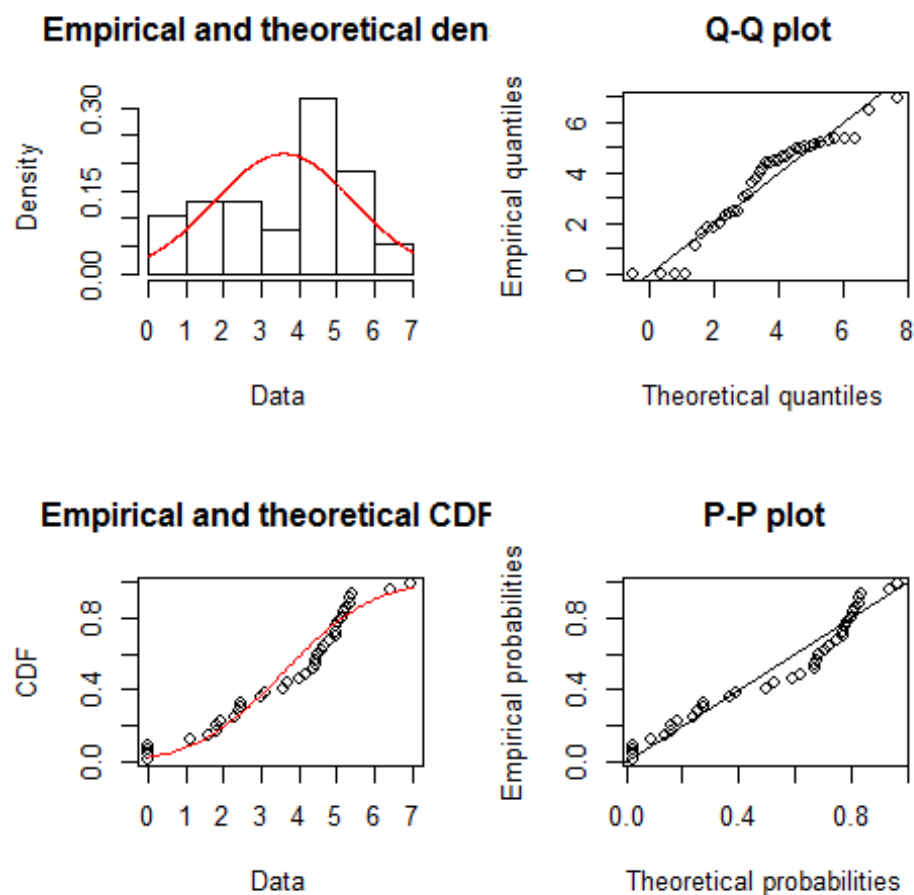 Empirical and theoretical den
Density
0.00 0.15 0.30
0 1 2 3 4 5 6 7
Data
Q-Q plot
Empirical quantiles
0 2 4 6
0 2 4 6 8
Theoretical quantiles
Empirical and theoretical CDF
CDF
0.0 0.4 0.8
0 1 2 3 4 5 6 7
Data
P-P plot
Empirical probabilities
0.0 0.4 0.8
0.0 0.4 0.8
Theoretical probabilities